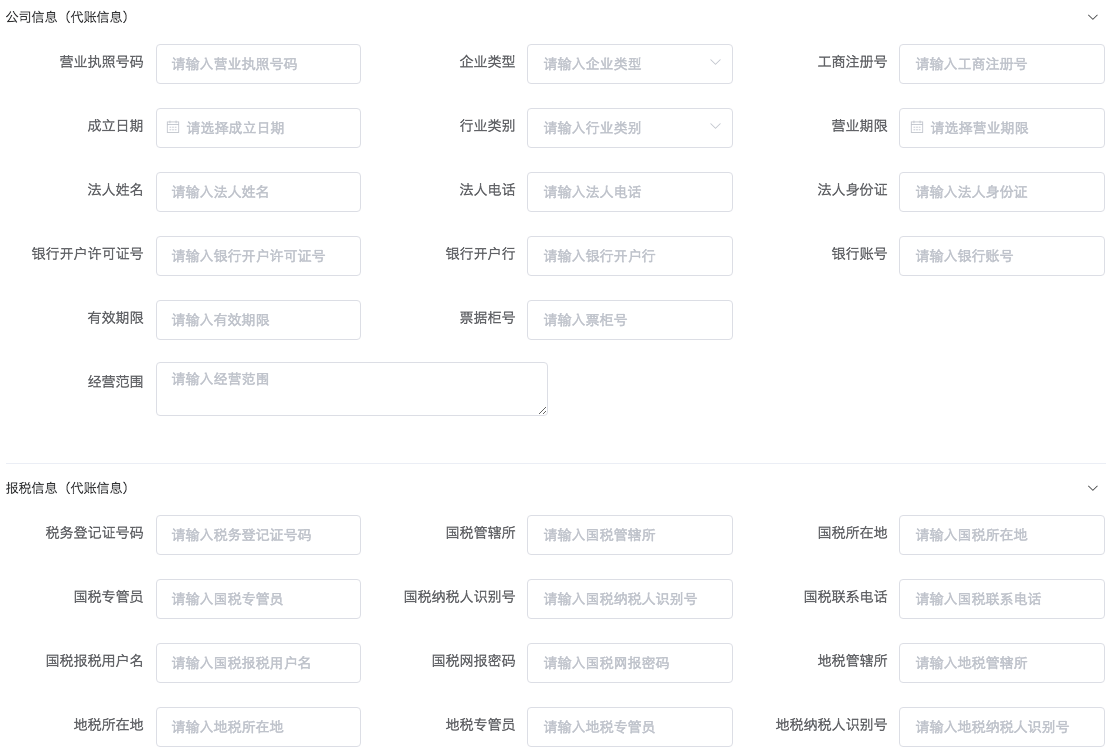 公司信息（代账信息）
营业执照号码 请输入营业执照号码 企业类型 请输入企业类型 工商注册号 请输入工商注册号
成立日期 请选择成立日期 行业类别 请输入行业类别 营业期限 请选择营业期限
法人姓名 请输入法人姓名 法人电话 请输入法人电话 法人身份证 请输入法人身份证
银行开户许可证号 请输入银行开户许可证号 银行开户行 请输入银行开户行 银行账号 请输入银行账号
有效期限 请输入有效期限 票据柜号 请输入票柜号
经营范围 请输入经营范围
报税信息（代账信息）
税务登记证号码 请输入税务登记证号码 国税管辖所 请输入国税管辖所 国税所在地 请输入国税所在地
国税专管员 请输入国税专管员 国税纳税人识别号 请输入国税纳税人识别号 国税联系电话 请输入国税联系电话
国税报税用户名 请输入国税报税用户名 国税网报密码 请输入国税网报密码 地税管辖所 请输入地税管辖所
地税所在地 请输入地税所在地 地税专管员 请输入地税专管员 地税纳税人识别号 请输入地税纳税人识别号